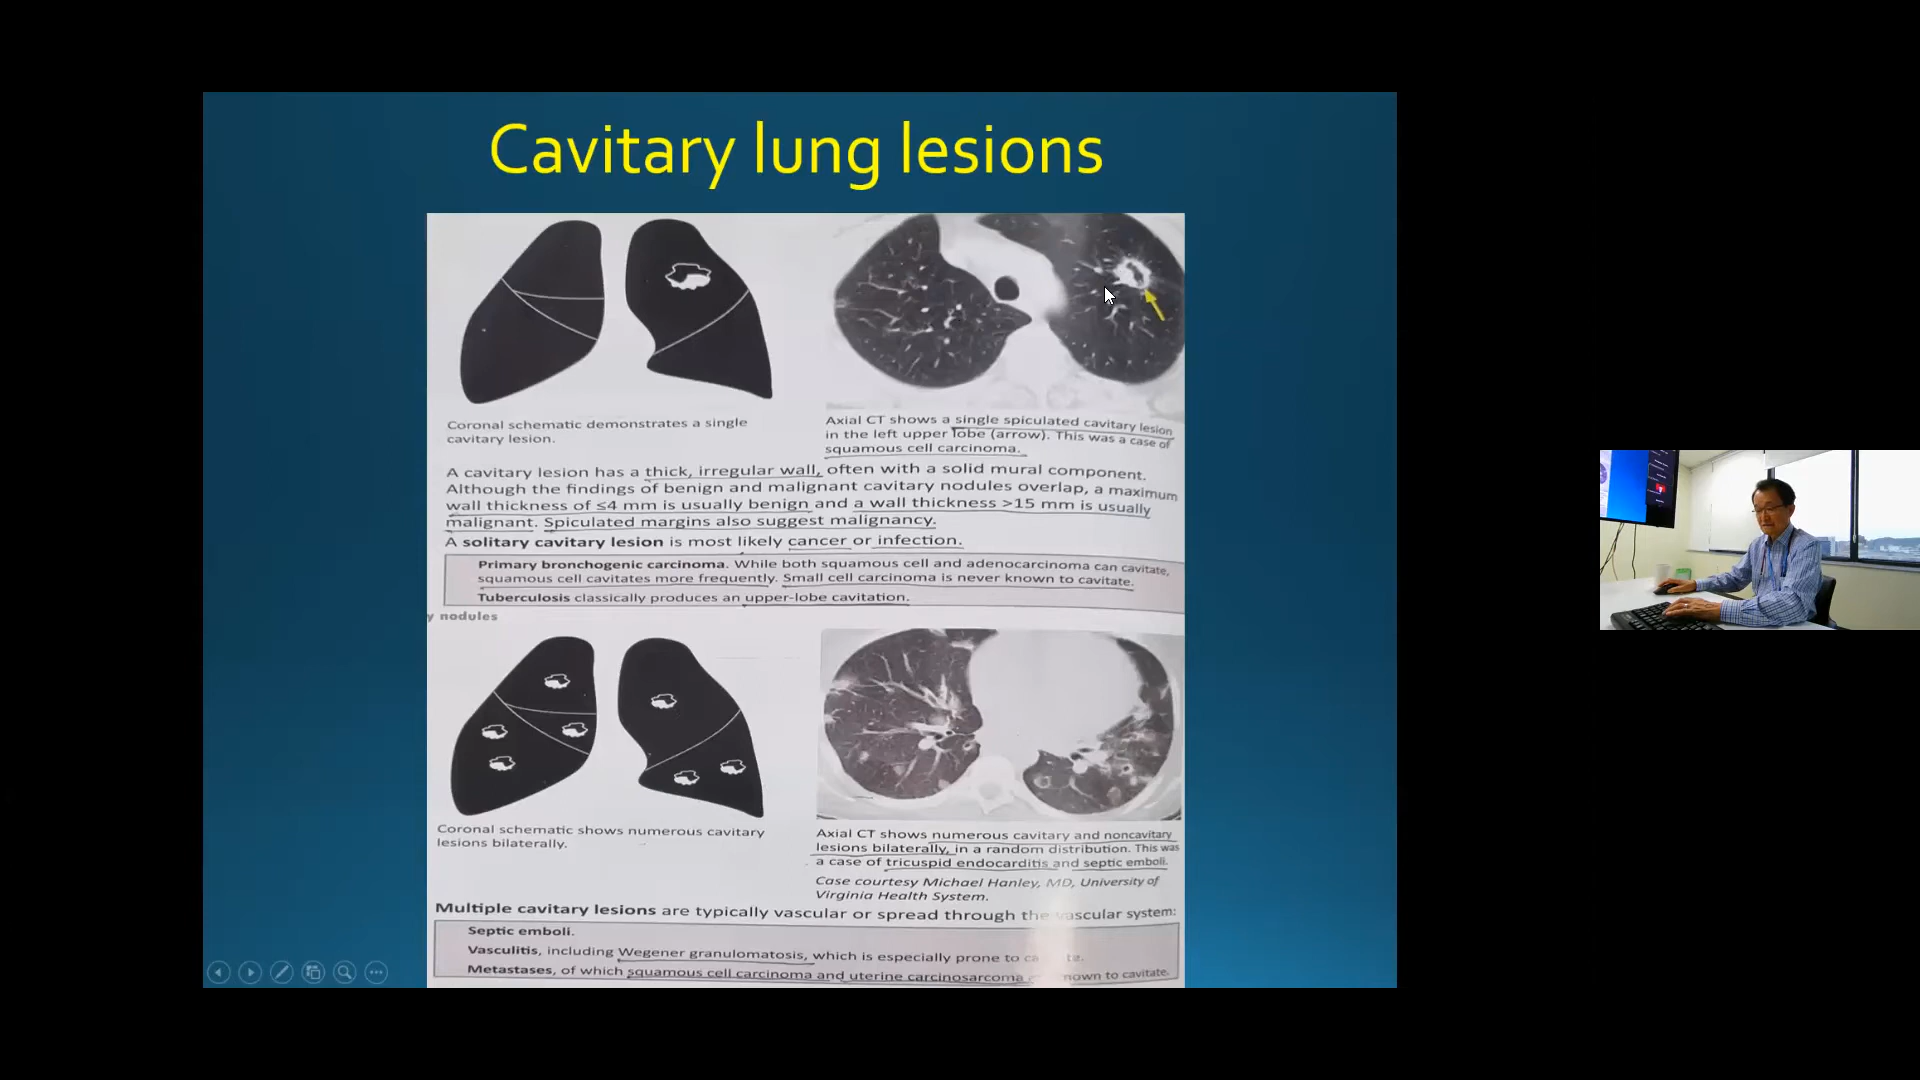 Cavitary lung lesions
Coronal schematic demonstrates a single
cavitary lesion.
Axial CT shows a single spiculated cavitary lesion
in the left upper lobe (arrow). This was a case of
squamous cell carcinoma.
A cavitary lesion has a thick, irregular wall, often with a solid mural component.
Although the findings of benign and malignant cavitary nodules overlap, a maximum
wall thickness of ≤4 mm is usually benign and a wall thickness >15 mm is usually
malignant. Spiculated margins also suggest malignancy.
A solitary cavitary lesion is most likely cancer or infection.
Primary bronchogenic carcinoma. While both squamous cell and adenocarcinoma can cavitate,
squamous cell cavitates more frequently. Small cell carcinoma is never known to cavitate.
Tuberculosis classically produces an upper-lobe cavitation.
y nodules
Coronal schematic shows numerous cavitary
lesions bilaterally.
Axial CT shows numerous cavitary and noncavitary
lesions bilaterally, in a random distribution. This was
a case of tricuspid endocarditis and septic emboli.
Case courtesy Michael Hanley, MD, University of
Virginia Health System.
Multiple cavitary lesions are typically vascular or spread through the vascular system:
Septic emboli.
Vasculitis, including Wegener granulomatosis, which is especially prone to
Metastases, of which squamous cell carcinoma and uterine carcinosarcoma known to cavitate.